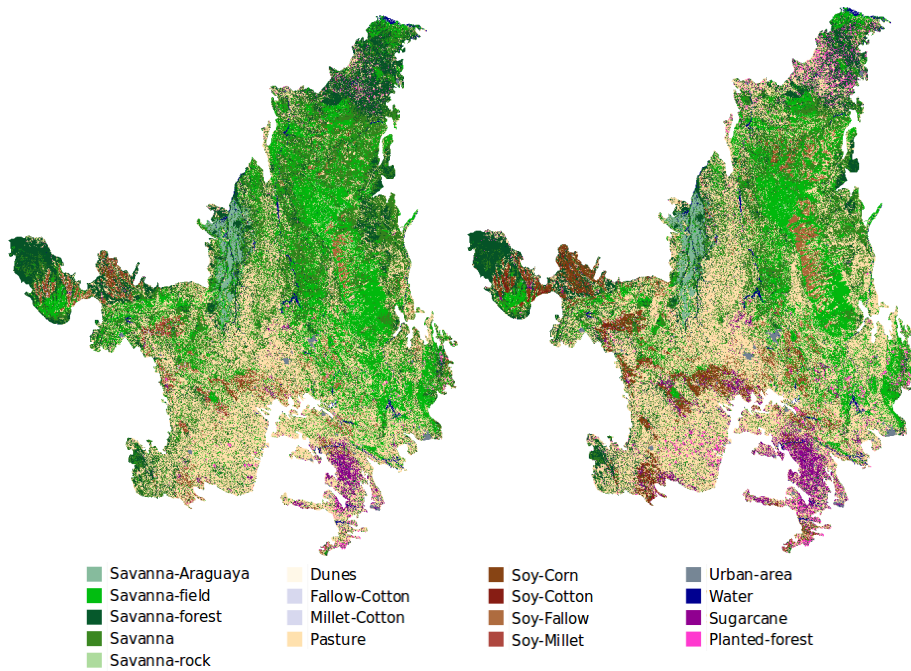 Savanna-Araguaya
Savanna-field
Savanna-forest
Savanna
Savanna-rock
Dunes
Fallow-Cotton
Millet-Cotton
Pasture
Soy-Corn
Soy-Cotton
Soy-Fallow
Soy-Millet
Urban-area
Water
Sugarcane
Planted-forest